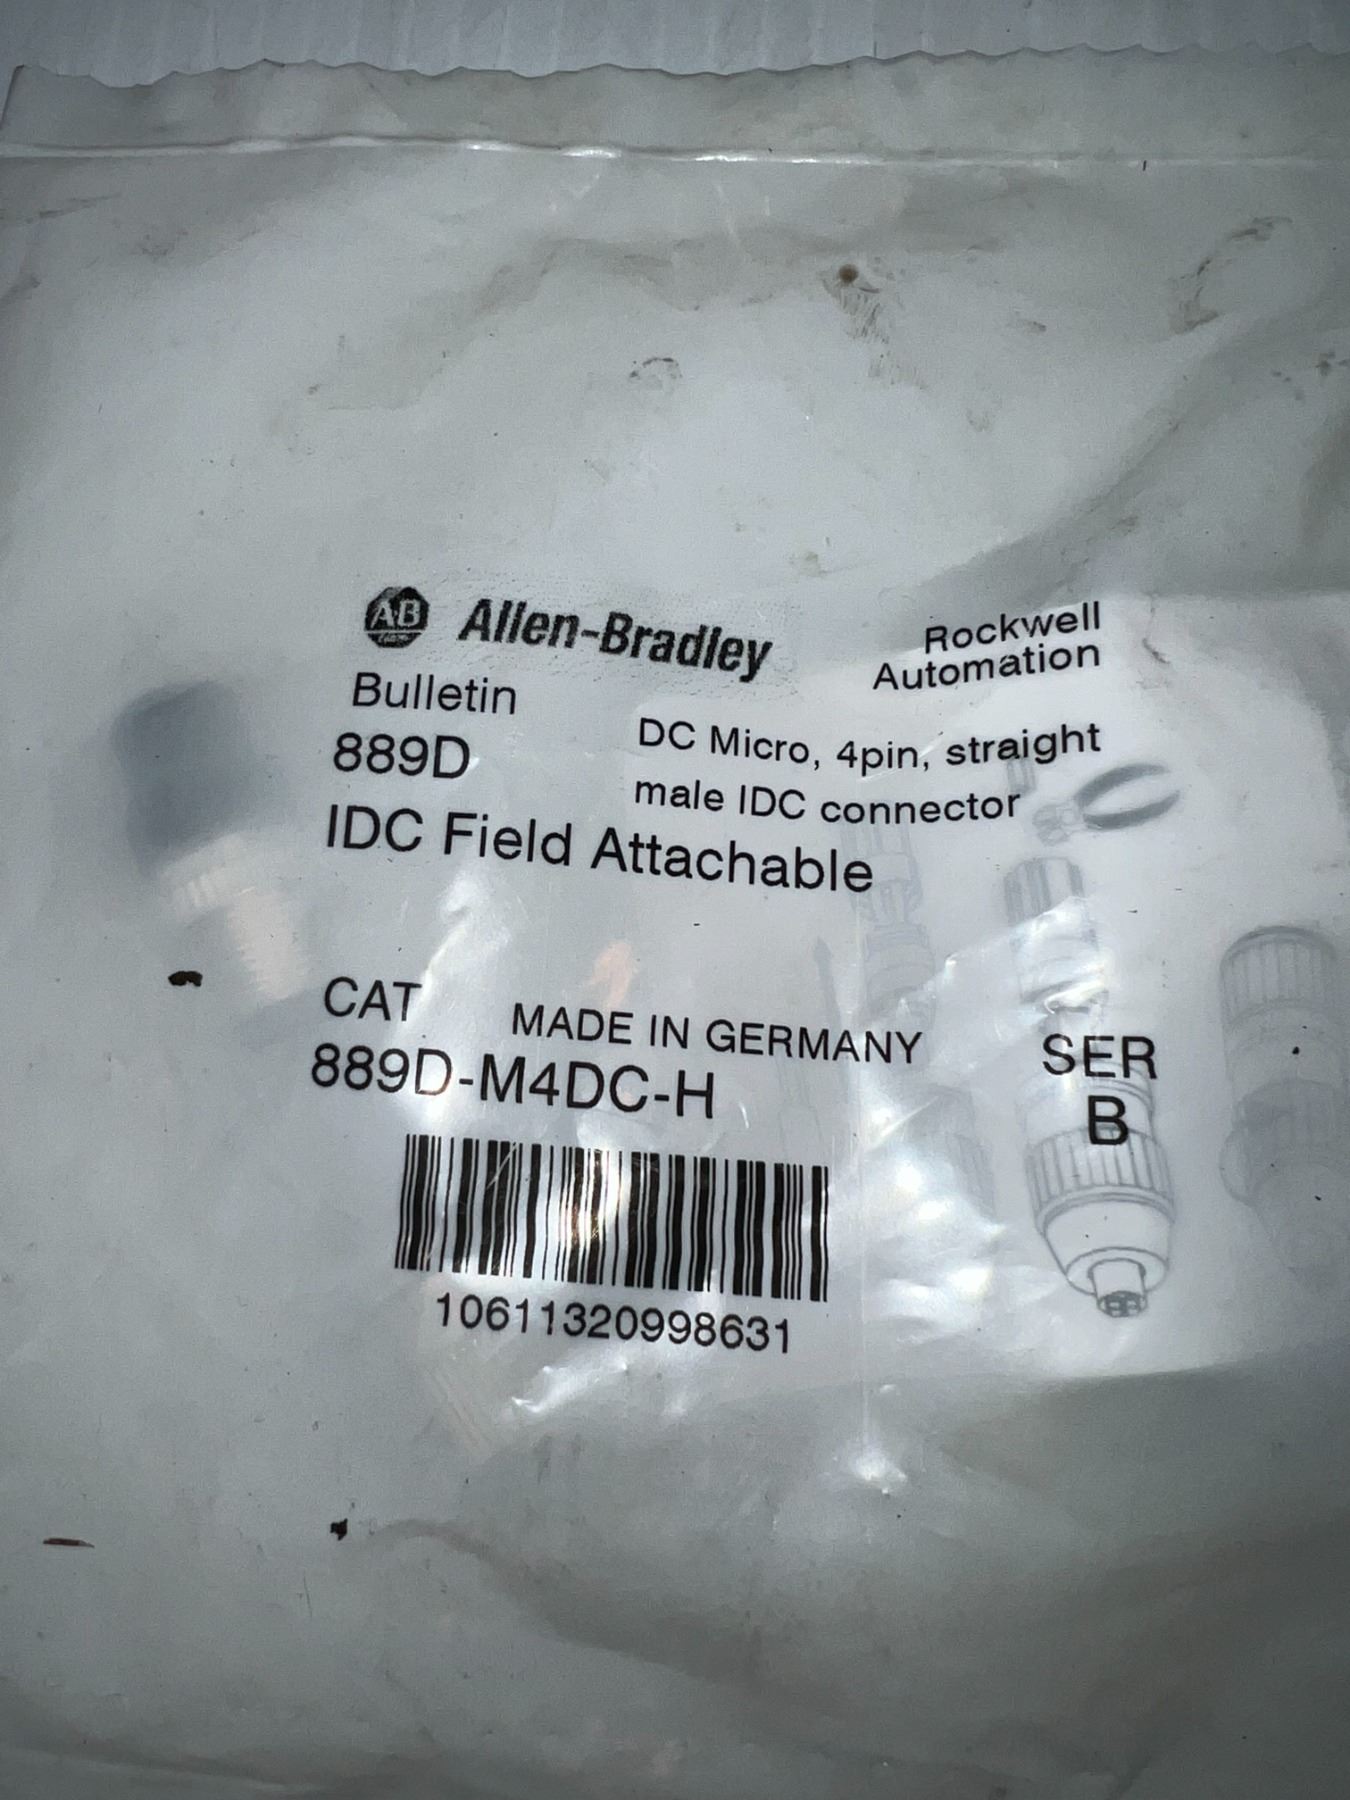 AB Allen-Bradley
Rockwell
Automation
Bulletin
889D
DC Micro, 4pin, straight
male IDC connector
IDC Field Attachable
CAT
MADE IN GERMANY
889D-M4DC-H
SER
B
10611320998631